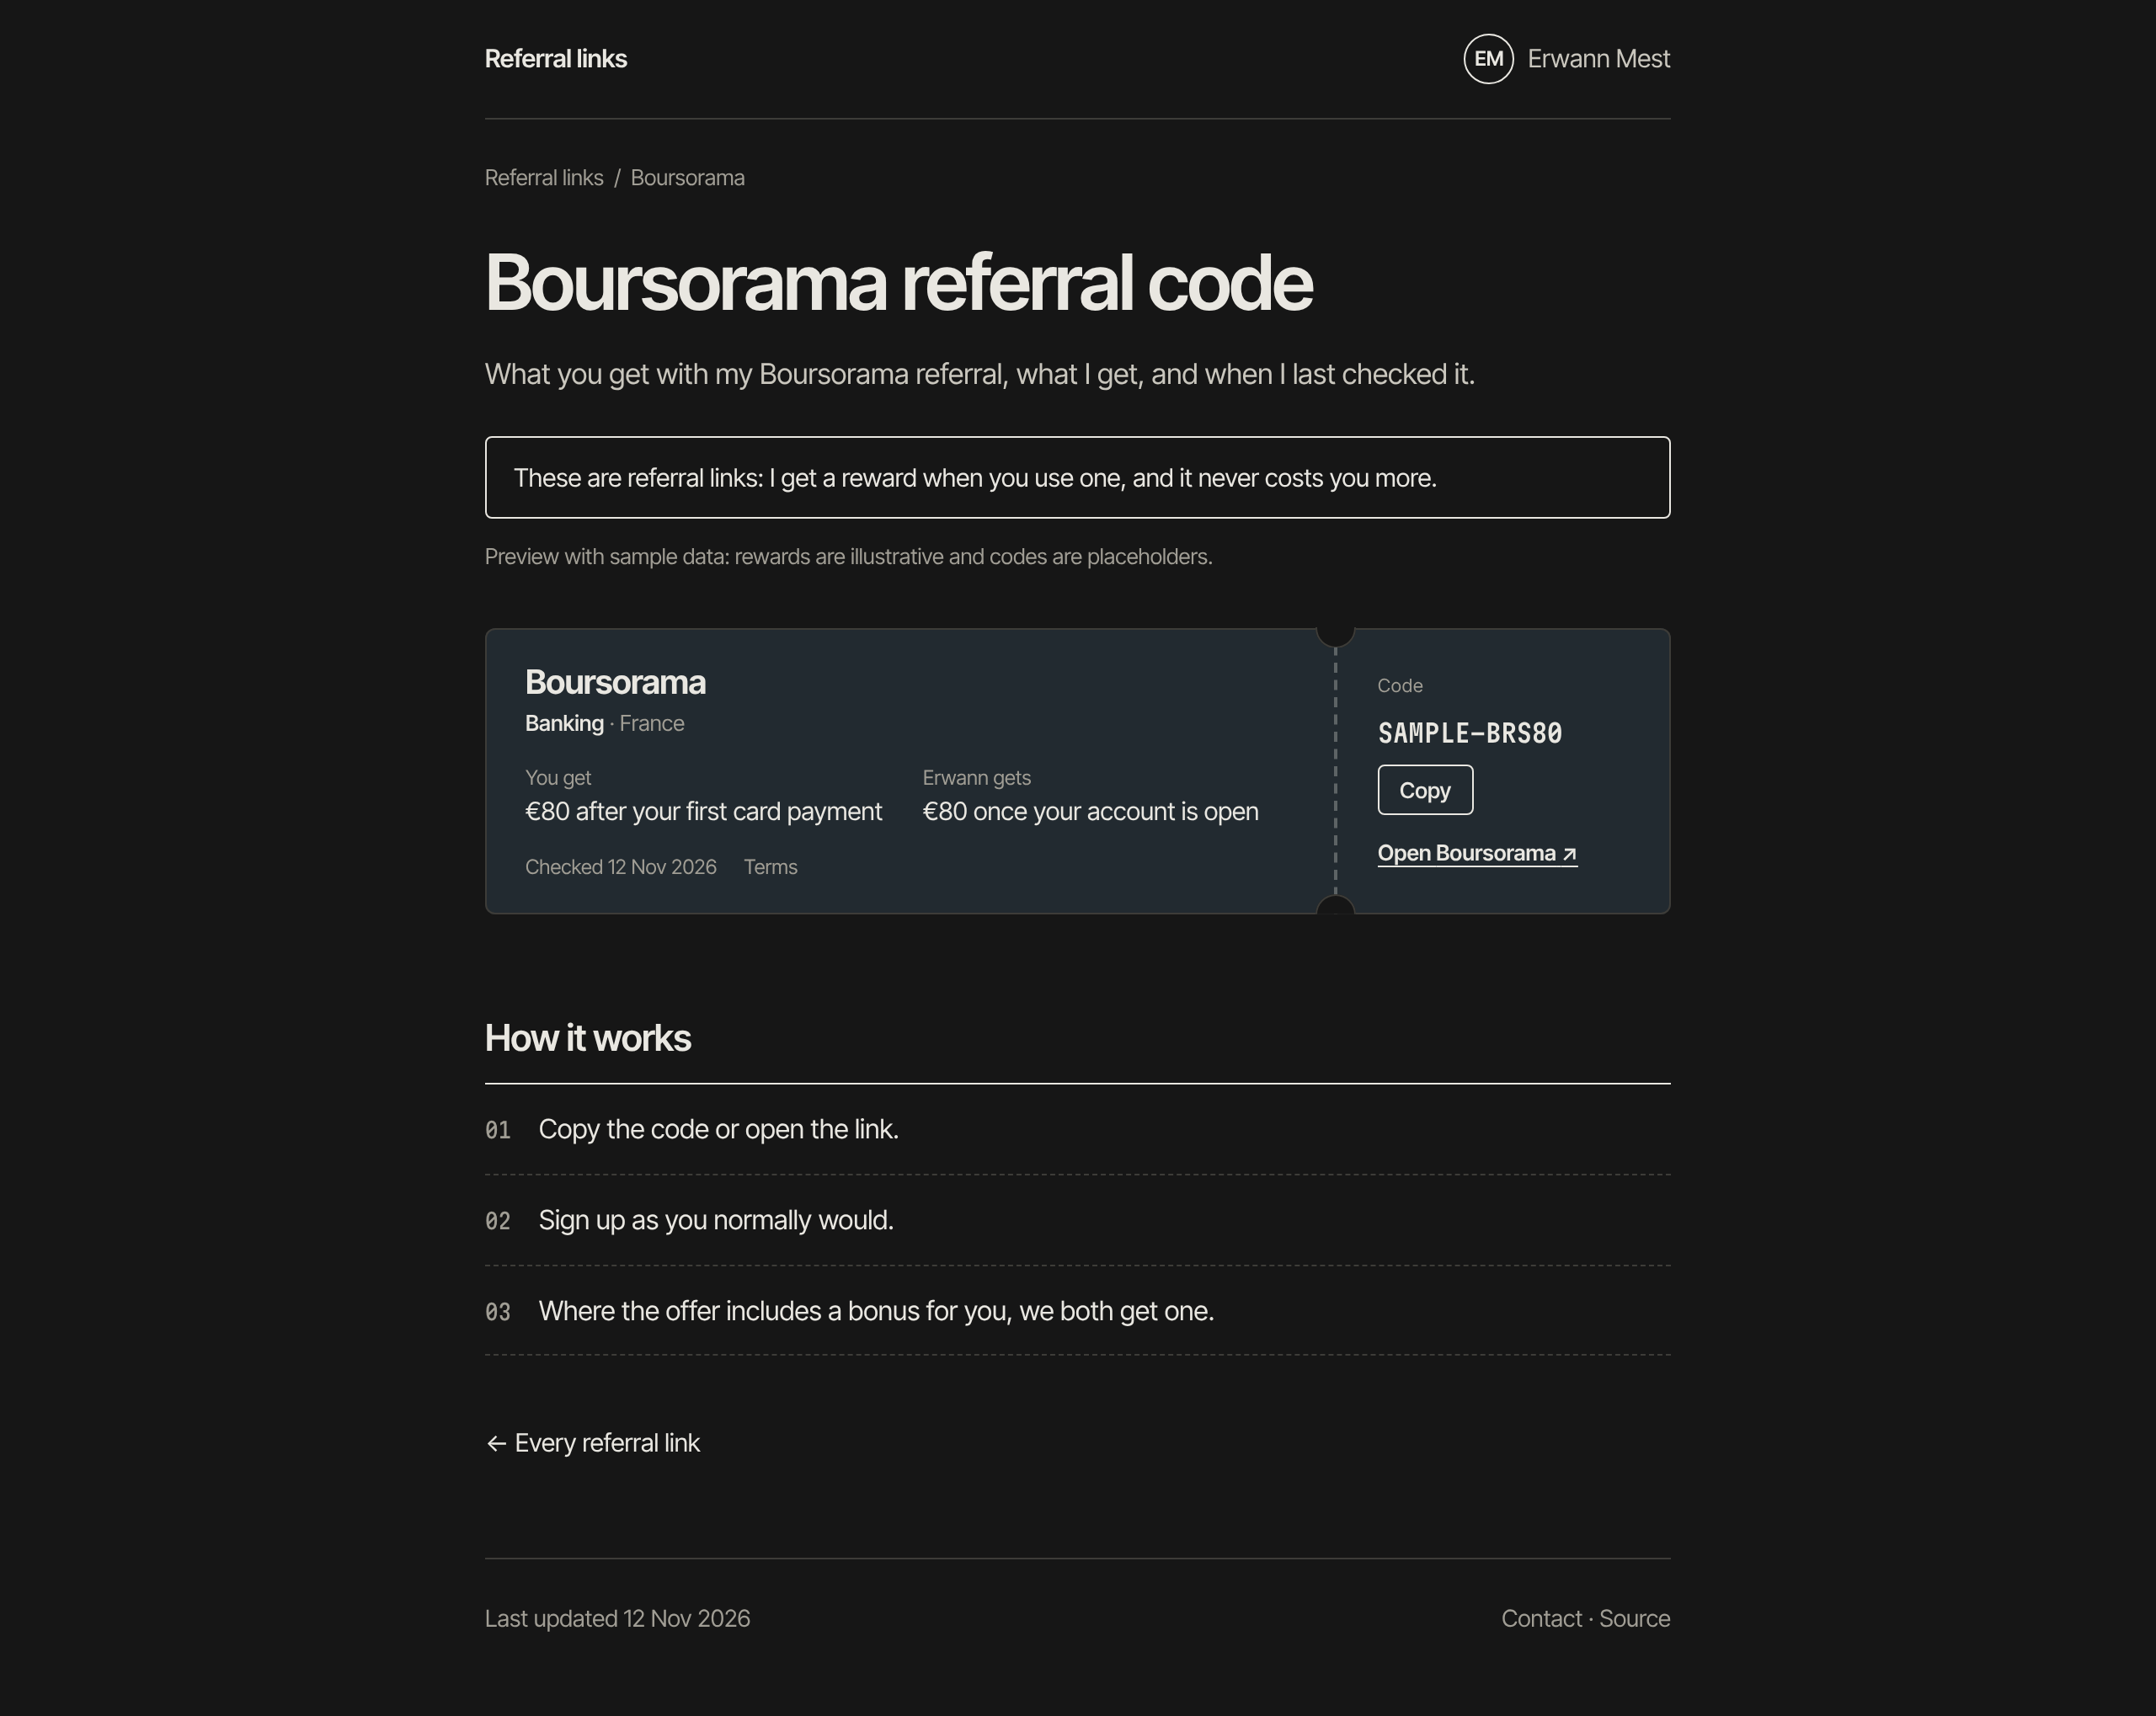 Referral links
EM Erwann Mest
Referral links / Boursorama
Boursorama referral code
What you get with my Boursorama referral, what I get, and when I last checked it.
These are referral links: I get a reward when you use one, and it never costs you more.
Preview with sample data: rewards are illustrative and codes are placeholders.
Boursorama
Banking · France
You get
€80 after your first card payment
Erwann gets
€80 once your account is open
Checked 12 Nov 2026 Terms
Code
SAMPLE-BRS80
Copy
Open Boursorama ↗
How it works
01 Copy the code or open the link.
02 Sign up as you normally would.
03 Where the offer includes a bonus for you, we both get one.
← Every referral link
Last updated 12 Nov 2026
Contact · Source